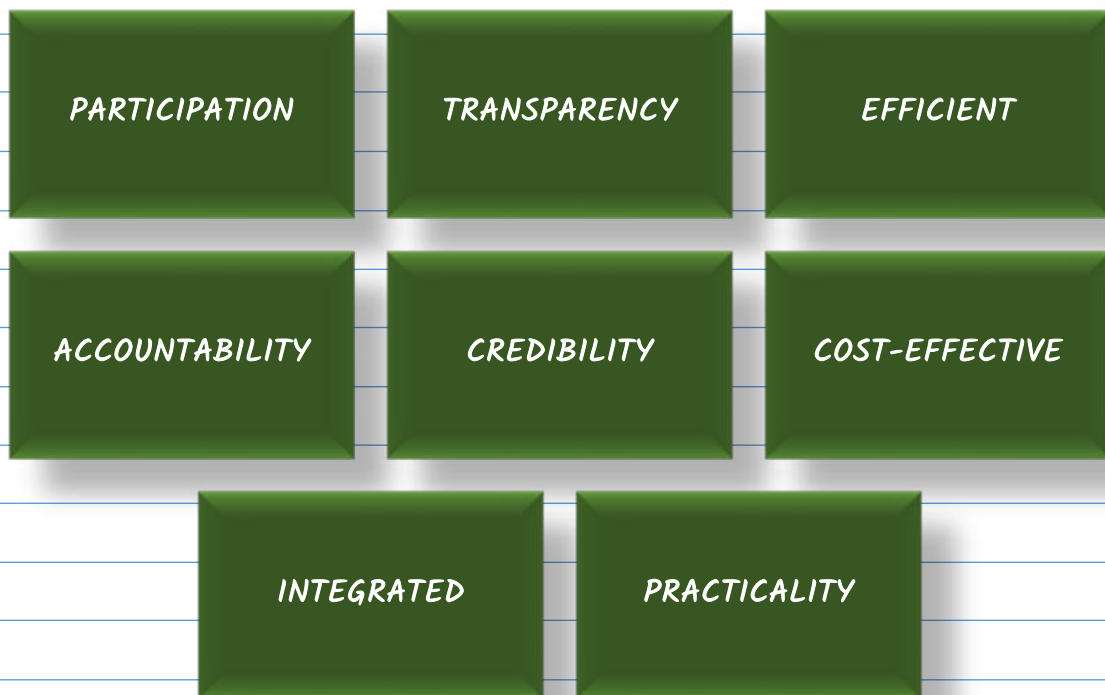 PARTICIPATION
TRANSPARENCY
EFFICIENT
ACCOUNTABILITY
CREDIBILITY
COST-EFFECTIVE
INTEGRATED
PRACTICALITY